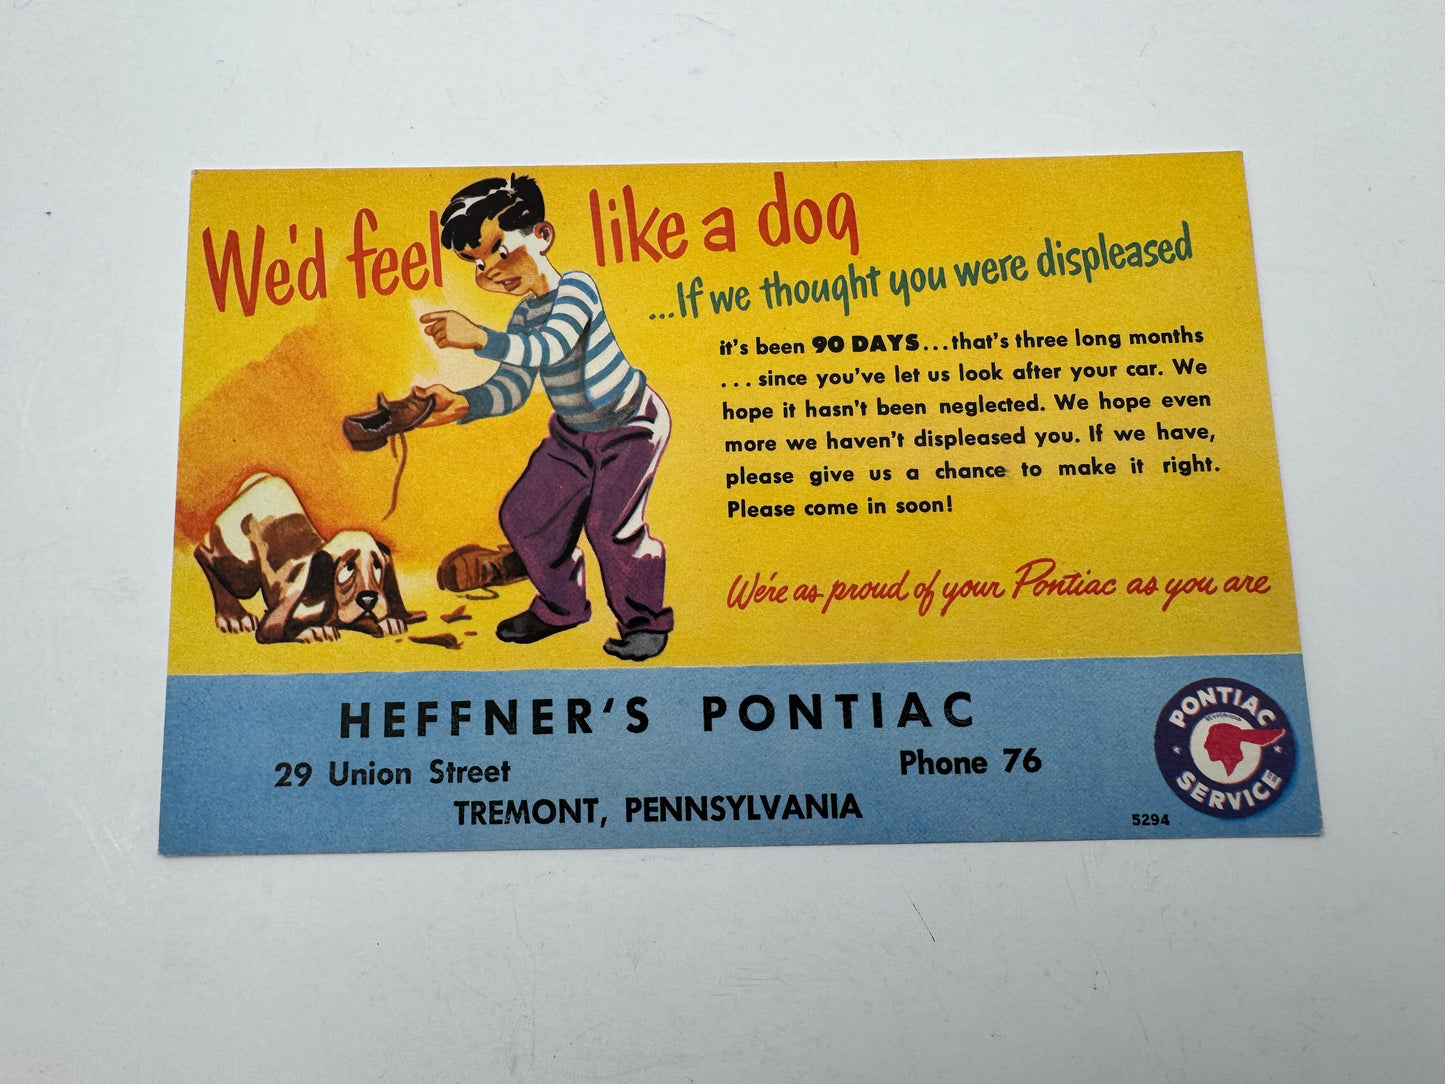 We'd feel like a dog
...If we thought you were displeased
it's been 90 DAYS...that's three long months
...since you've let us look after your car. We
hope it hasn't been neglected. We hope even
more we haven't displeased you. If we have,
please give us a chance to make it right.
Please come in soon!
We're as proud of your Pontiac as you are
HEFFNER'S PONTIAC
29 Union Street
Phone 76
TREMONT, PENNSYLVANIA
5294
PONTIAC
SERVICE